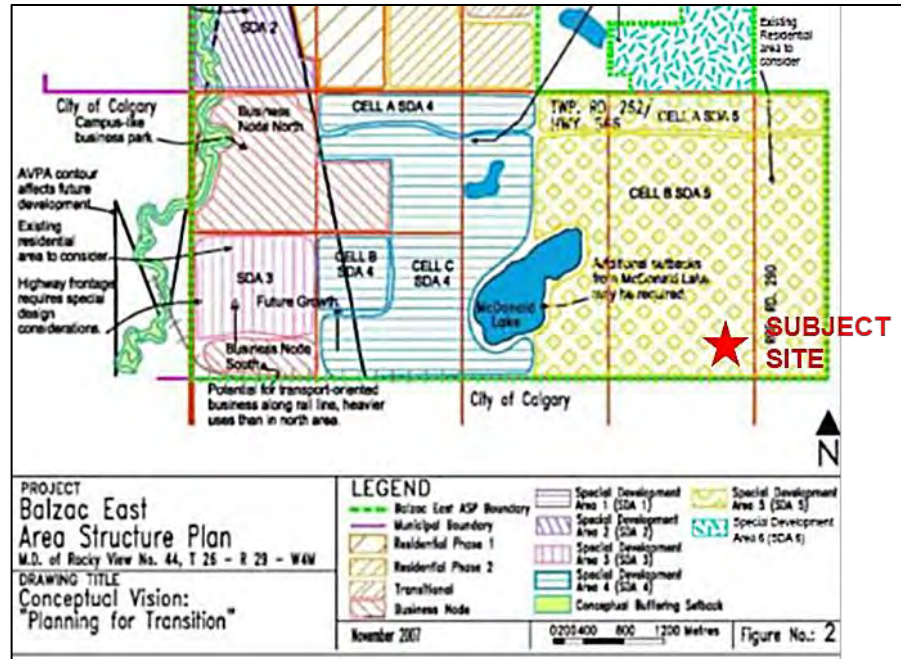 SDA 2
Existing
Residential
area to
consider
City of Calgary
Campus-like
business park
Business
Node North
CELL A SDA 4
TWP. RD. 252/
HWY. 566
CELL A SDA 5
AVPA contour
affects future
development
Existing
residential
area to consider
Highway frontage
requires special
design
considerations.
CELL B SDA 5
SDA 3
Future Growth
CELL B
SDA 4
CELL C
SDA 4
McDonald
Lake
Additional setbacks
from McDonald Lake
may be required
RGE. RD. 290
SUBJECT
SITE
Business Node
South
Potential for transport-oriented
business along rail line, heavier
uses than in north area.
City of Calgary
N
PROJECT
Balzac East
Area Structure Plan
M.D. of Rocky View No. 44, T 26 - R 29 - W4M
DRAWING TITLE
Conceptual Vision:
"Planning for Transition"
LEGEND
Balzac East ASP Boundary
Municipal Boundary
Residential Phase 1
Residential Phase 2
Transitional
Business Node
Special Development
Area 1 (SDA 1)
Special Development
Area 2 (SDA 2)
Special Development
Area 3 (SDA 3)
Special Development
Area 4 (SDA 4)
Conceptual Buffering Setback
Special Development
Area 5 (SDA 5)
Special Development
Area 6 (SDA 6)
November 2007
0200400 800 1200 Metres
Figure No.: 2